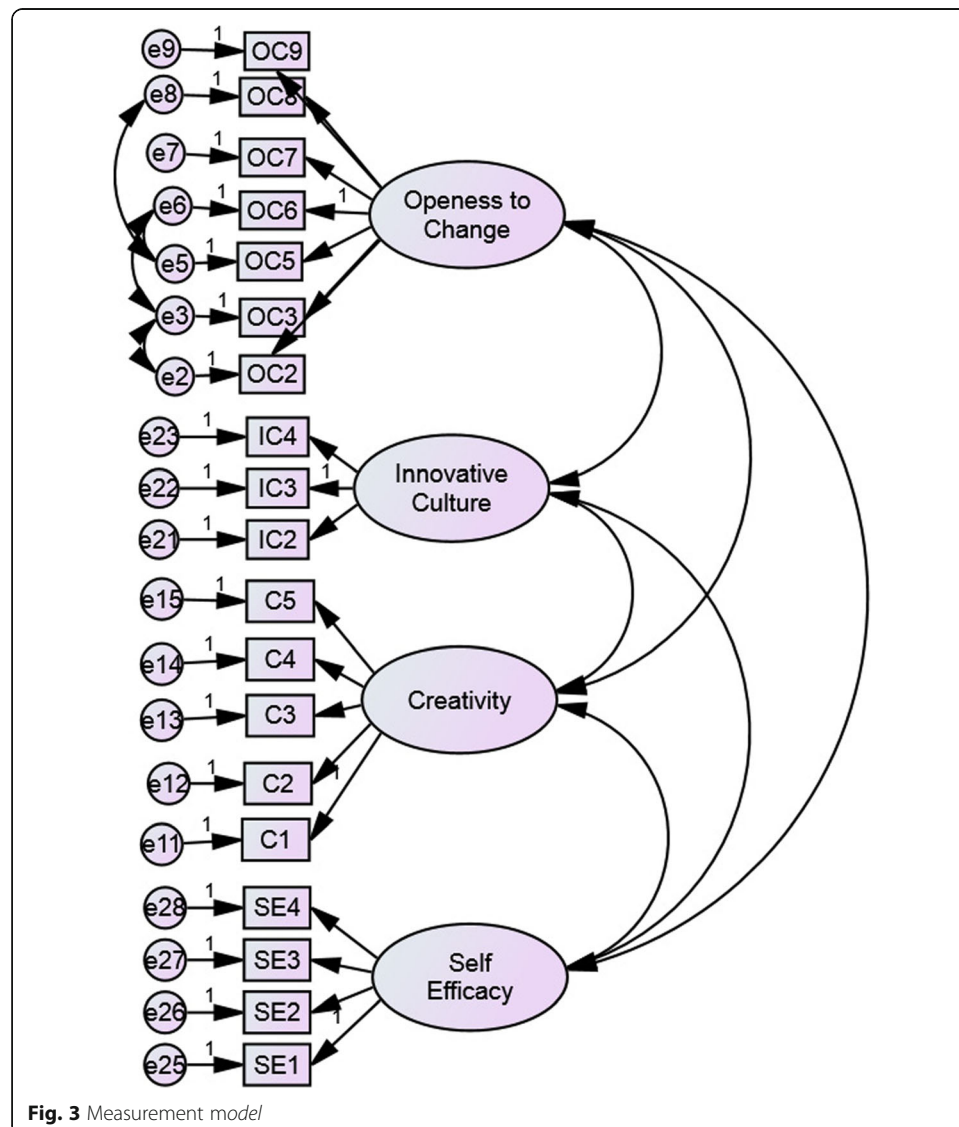 e9 1 OC9
e8 1 OC8
e7 1 OC7
e6 1 OC6 1
e5 1 OC5
e3 1 OC3
e2 1 OC2
Openess to
Change
e23 1 IC4
e22 1 IC3 1
e21 1 IC2
Innovative
Culture
e15 1 C5
e14 1 C4
e13 1 C3
e12 1 C2 1
e11 1 C1
Creativity
e28 1 SE4
e27 1 SE3
e26 1 SE2 1
e25 1 SE1
Self
Efficacy
Fig. 3 Measurement model